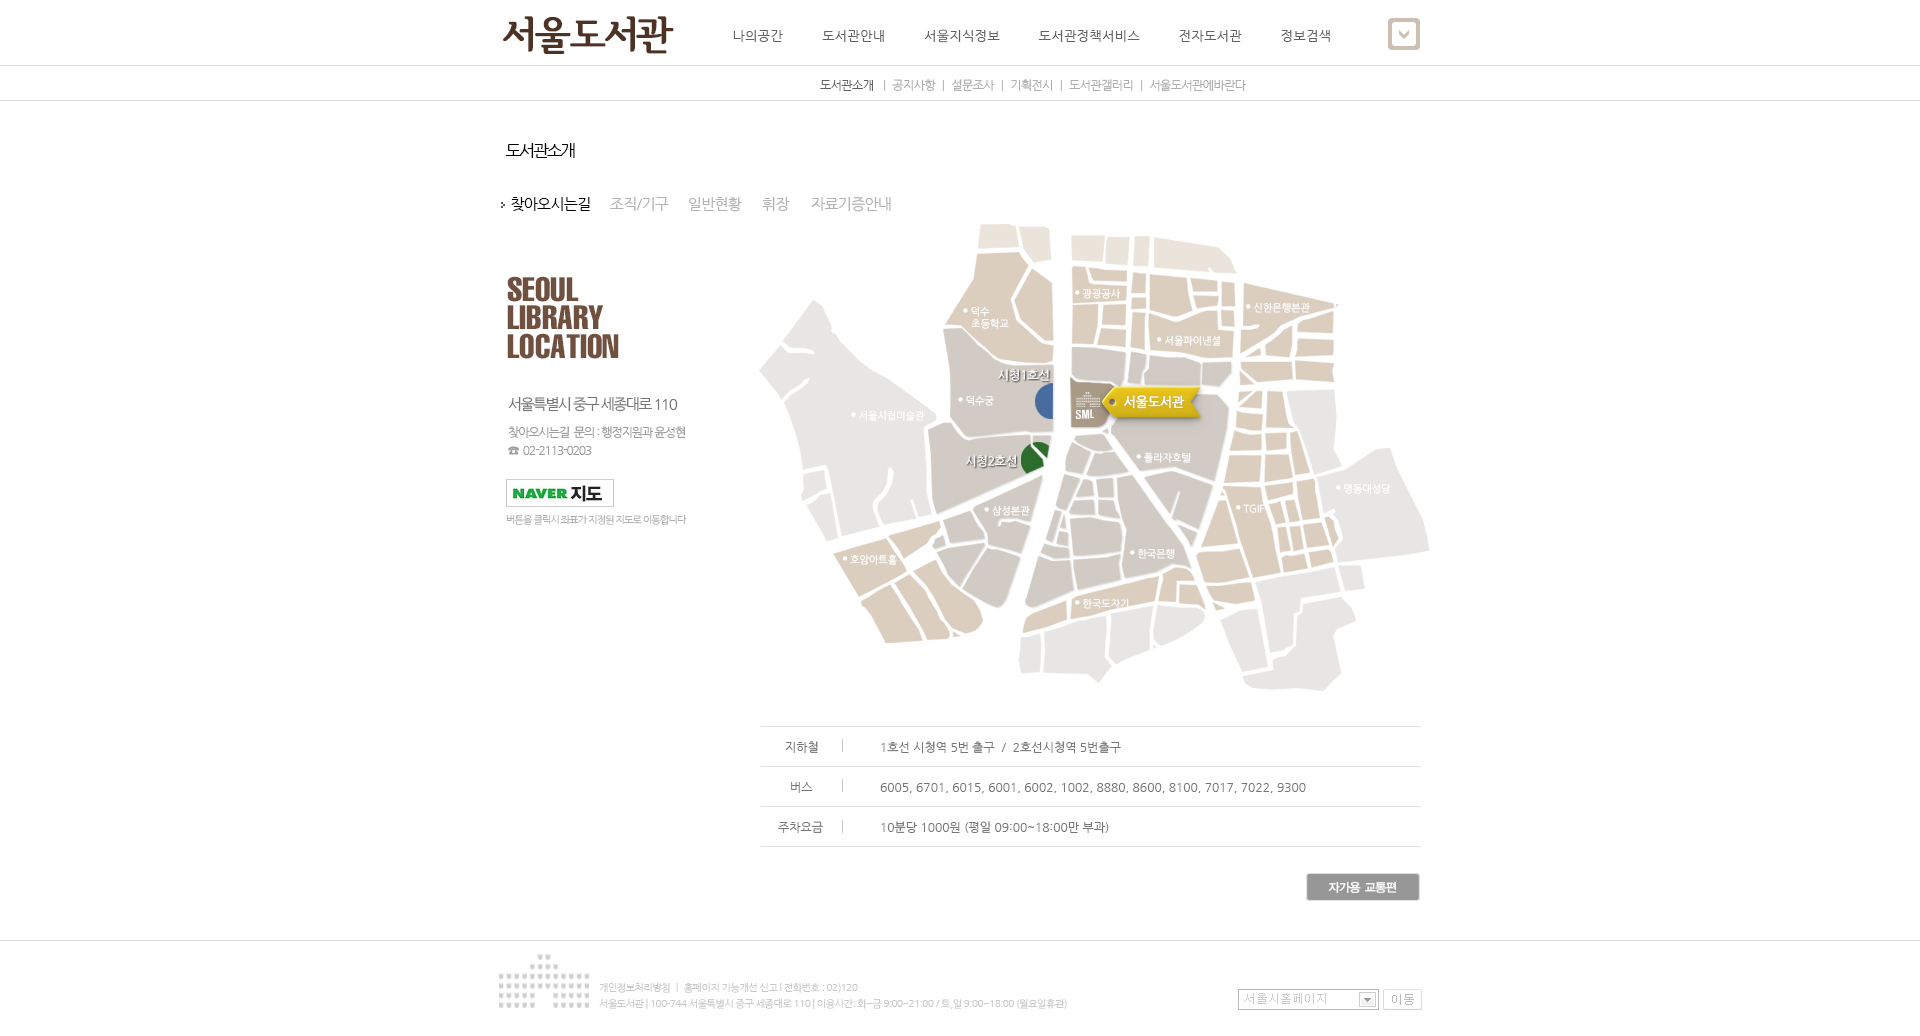 서울도서관
나의공간 도서관안내 서울지식정보 도서관정책서비스 전자도서관 정보검색
도서관소개 | 공지사항 | 설문조사 | 기획전시 | 도서관갤러리 | 서울도서관에바란다
도서관소개
찾아오시는길 조직/기구 일반현황 휘장 자료기증안내
SEOUL
LIBRARY
LOCATION
서울특별시 중구 세종대로 110
찾아오시는길 문의 : 행정지원과 윤성현
☎ 02-2113-0203
NAVER 지도
버튼을 클릭시 좌표가 지정된 지도로 이동합니다
광광공사
신한은행본관
덕수
초등학교
서울파이낸설
시청1호선
덕수궁
SML
서울도서관
서울시립미술관
시청2호선
플라자호텔
명동대성당
삼성본관
TGIF
호암아트홀
한국은행
한국도자기
지하철 1호선 시청역 5번 출구 / 2호선시청역 5번출구
버스 6005, 6701, 6015, 6001, 6002, 1002, 8880, 8600, 8100, 7017, 7022, 9300
주차요금 10분당 1000원 (평일 09:00~18:00만 부과)
자가용 교통편
개인정보처리방침 | 홈페이지 기능개선 신고 | 전화번호 : 02)120
서울도서관 | 100-744 서울특별시 중구 세종대로 110 | 이용시간: 화~금 9:00~21:00 / 토,일 9:00~18:00 (월요일휴관)
서울시홈페이지 이동